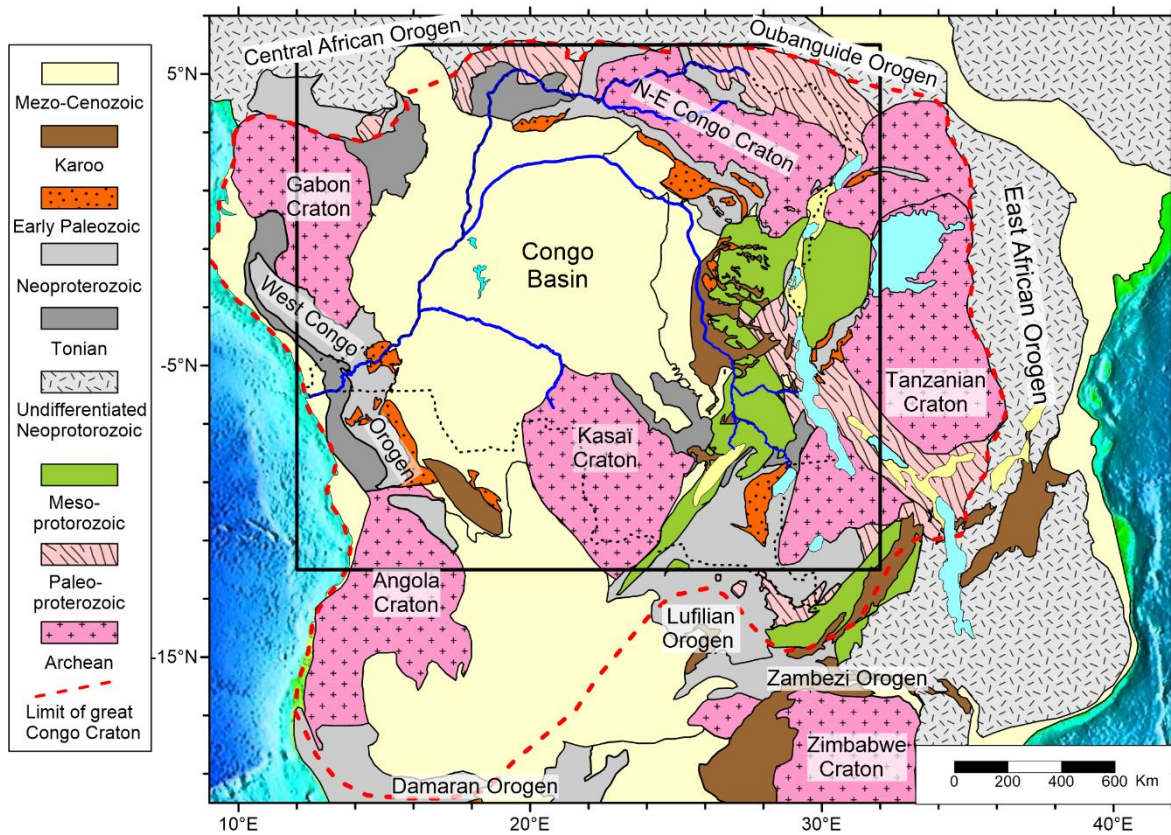 Mezo-Cenozoic
Karoo
Early Paleozoic
Neoproterozoic
Tonian
Undifferentiated
Neoprotorozoic
Meso-
protorozoic
Paleo-
proterozoic
Archean
Limit of great
Congo Craton
Central African Orogen
Oubanguide Orogen
5°N
N-E Congo Craton
Gabon
Craton
East African Orogen
Congo
Basin
West Congo
Orogen
-5°N
Tanzanian
Craton
Kasaï
Craton
Angola
Craton
Lufilian
Orogen
-15°N
Zambezi Orogen
Zimbabwe
Craton
Damaran Orogen
0 200 400 600 Km
10°E 20°E 30°E 40°E